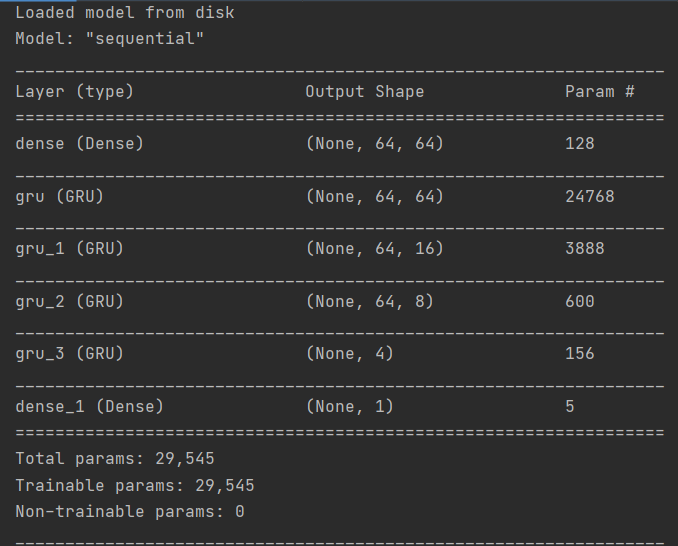 Loaded model from disk
Model: "sequential"
_________________________________________________________________
Layer (type)                 Output Shape              Param #
=================================================================
dense (Dense)                (None, 64, 64)            128
_________________________________________________________________
gru (GRU)                    (None, 64, 64)            24768
_________________________________________________________________
gru_1 (GRU)                  (None, 64, 16)            3888
_________________________________________________________________
gru_2 (GRU)                  (None, 64, 8)             600
_________________________________________________________________
gru_3 (GRU)                  (None, 4)                 156
_________________________________________________________________
dense_1 (Dense)              (None, 1)                 5
=================================================================
Total params: 29,545
Trainable params: 29,545
Non-trainable params: 0
_________________________________________________________________